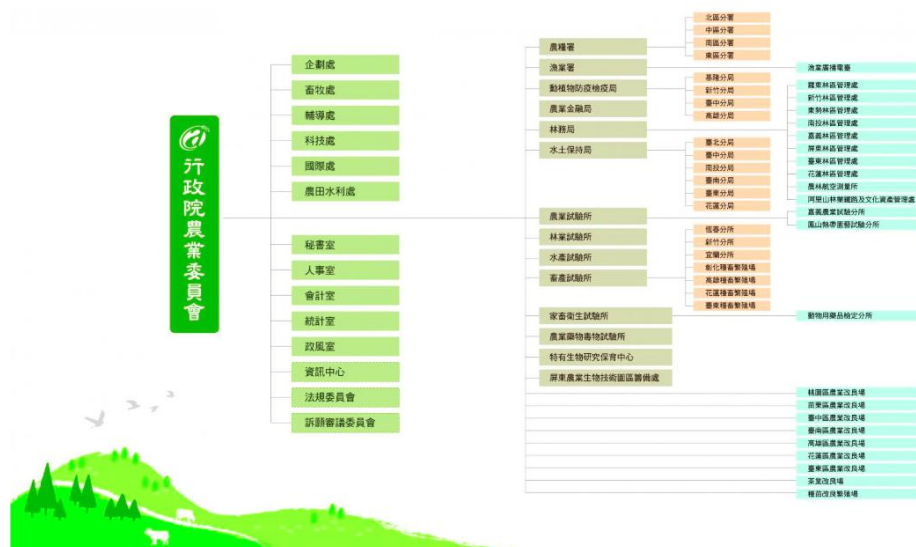 行政院農業委員會
企劃處
畜牧處
輔導處
科技處
國際處
農田水利處
秘書室
人事室
會計室
統計室
政風室
資訊中心
法規委員會
訴願審議委員會
農糧署
北區分署
中區分署
南區分署
東區分署
漁業署
漁業廣播電臺
動植物防疫檢疫局
基隆分局
新竹分局
臺中分局
高雄分局
農業金融局
林務局
羅東林區管理處
新竹林區管理處
東勢林區管理處
南投林區管理處
嘉義林區管理處
屏東林區管理處
臺東林區管理處
花蓮林區管理處
農林航空測量所
阿里山林業鐵路及文化資產管理處
水土保持局
臺北分局
臺中分局
南投分局
臺南分局
臺東分局
花蓮分局
農業試驗所
嘉義農業試驗分所
鳳山熱帶園藝試驗分所
林業試驗所
水產試驗所
畜產試驗所
恆春分所
新竹分所
宜蘭分所
彰化種畜繁殖場
高雄種畜繁殖場
花蓮種畜繁殖場
臺東種畜繁殖場
家畜衛生試驗所
動物用藥品檢定分所
農業藥物毒物試驗所
特有生物研究保育中心
屏東農業生物技術園區籌備處
桃園區農業改良場
苗栗區農業改良場
臺中區農業改良場
臺南區農業改良場
高雄區農業改良場
花蓮區農業改良場
臺東區農業改良場
茶業改良場
種苗改良繁殖場